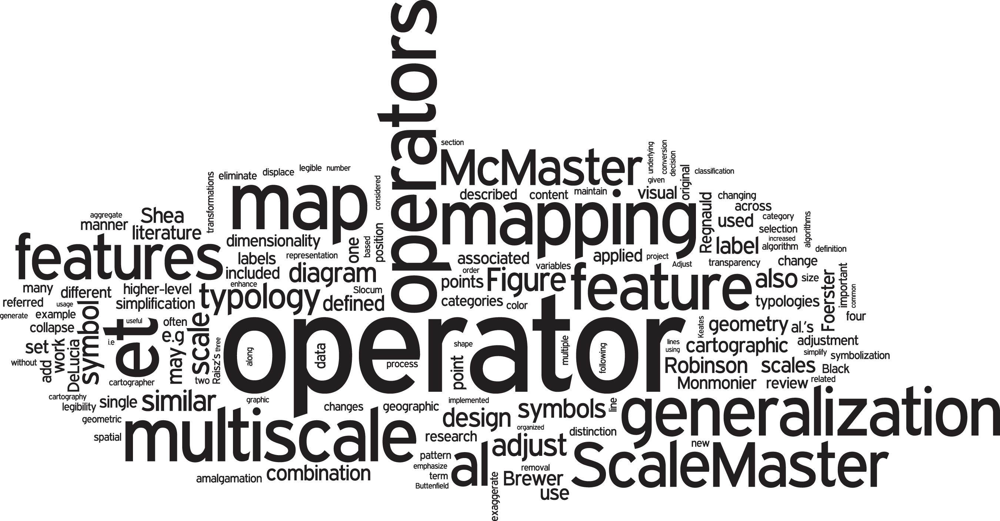 operators
section
McMaster
underlying
conversion
decision
given
original
classification
eliminate
displace
legible
number
transformations
considered
map
described
content
maintain
visual
mapping
Regnauld
changing
across
used
category
selection
algorithms
increased
label
algorithm
definition
aggregate
Shea
manner
literature
features
dimensionality
one
based
position
labels
representation
included
diagram
associated
applied
project
Adjust
transparency
change
order
variables
points
Figure
feature
also
size
Foerster
important
common
many
different
higher-level
enhance
typology
Slocum
defined
categories
color
typologies
referred
usage
simplification
generate
example
symbol
four
collapse
et
useful
often
e.g
scale
operator
Keates
geometry
al.'s
set
work
DeLucia
i.e
may
three
Raisz's
along
data
process
shape
point
multiple
following
lines
using
cartographic
adjustment
simplify
symbolization
without
add
cartographer
two
Robinson
scales
Black
Monmonier
review
related
cartography
legibility
single
similar
graphic
changes
geographic
implemented
symbols
line
generalization
geometric
spatial
multiscale
design
organized
distinction
research
adjust
new
ScaleMaster
pattern
al
emphasize
removal
amalgamation
combination
term
Brewer
Buttenfield
exaggerate
use